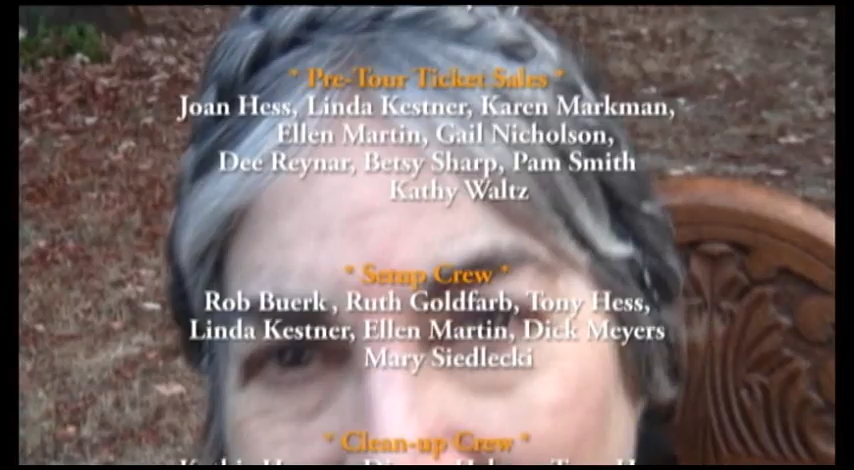 * Pre-Tour Ticket Sales *
Joan Hess, Linda Kestner, Karen Markman,
Ellen Martin, Gail Nicholson,
Dee Reynar, Betsy Sharp, Pam Smith
Kathy Waltz
* Setup Crew *
Rob Buerk, Ruth Goldfarb, Tony Hess,
Linda Kestner, Ellen Martin, Dick Meyers
Mary Siedlecki
* Clean-up Crew *